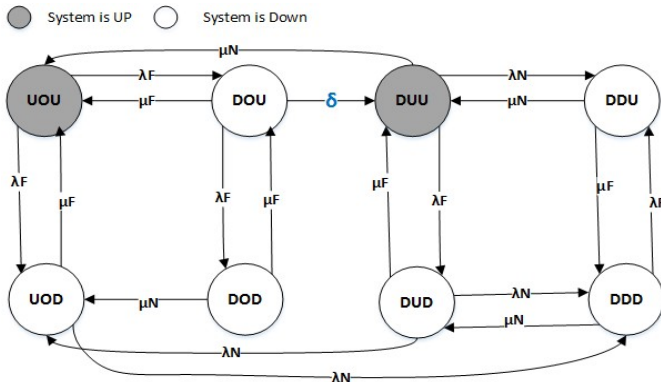 System is UP System is Down
μN
UOU λF DOU δ DUU λN DDU
μF μN
λF μF λF μF μF λF μF λF
UOD μN DOD DUD λN DDD
μN
λN
λN